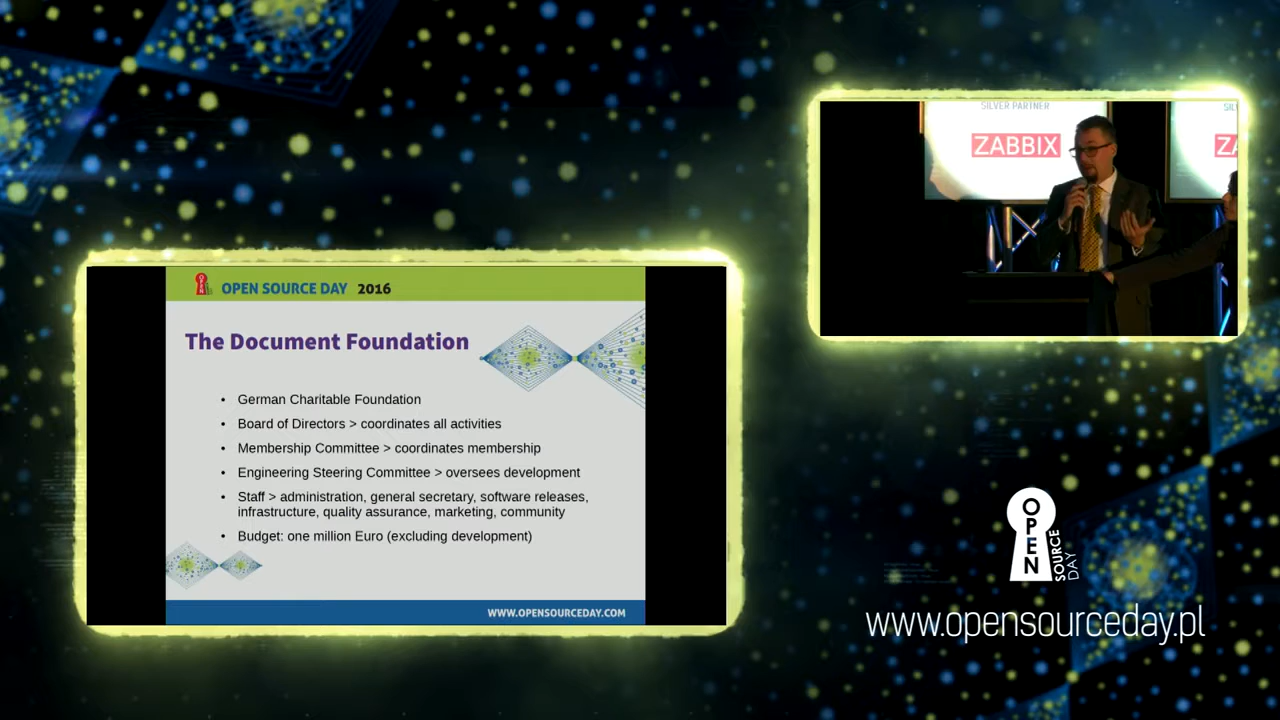 SILVER PARTNER
ZABBIX
OPEN
OPEN SOURCE DAY 2016
The Document Foundation
• German Charitable Foundation
• Board of Directors > coordinates all activities
• Membership Committee > coordinates membership
• Engineering Steering Committee > oversees development
• Staff > administration, general secretary, software releases,
infrastructure, quality assurance, marketing, community
• Budget: one million Euro (excluding development)
WWW.OPENSOURCEDAY.COM
OPEN
SOURCE
DAY
www.opensourceday.pl